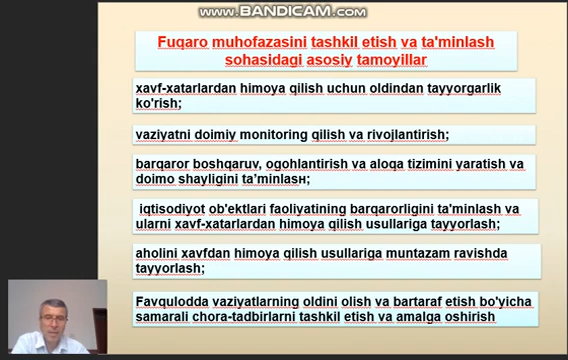 www.BANDICAM.com
Fuqaro muhofazasini tashkil etish va ta'minlash
sohasidagi asosiy tamoyillar
xavf-xatarlardan himoya qilish uchun oldindan tayyorgarlik
ko'rish;
vaziyatni doimiy monitoring qilish va rivojlantirish;
barqaror boshqaruv, ogohlantirish va aloqa tizimini yaratish va
doimo shayligini ta'minlasн;
iqtisodiyot ob'ektlari faoliyatining barqarorligini ta'minlash va
ularni xavf-xatarlardan himoya qilish usullariga tayyorlash;
aholini xavfdan himoya qilish usullariga muntazam ravishda
tayyorlash;
Favqulodda vaziyatlarning oldini olish va bartaraf etish bo'yicha
samarali chora-tadbirlarni tashkil etish va amalga oshirish